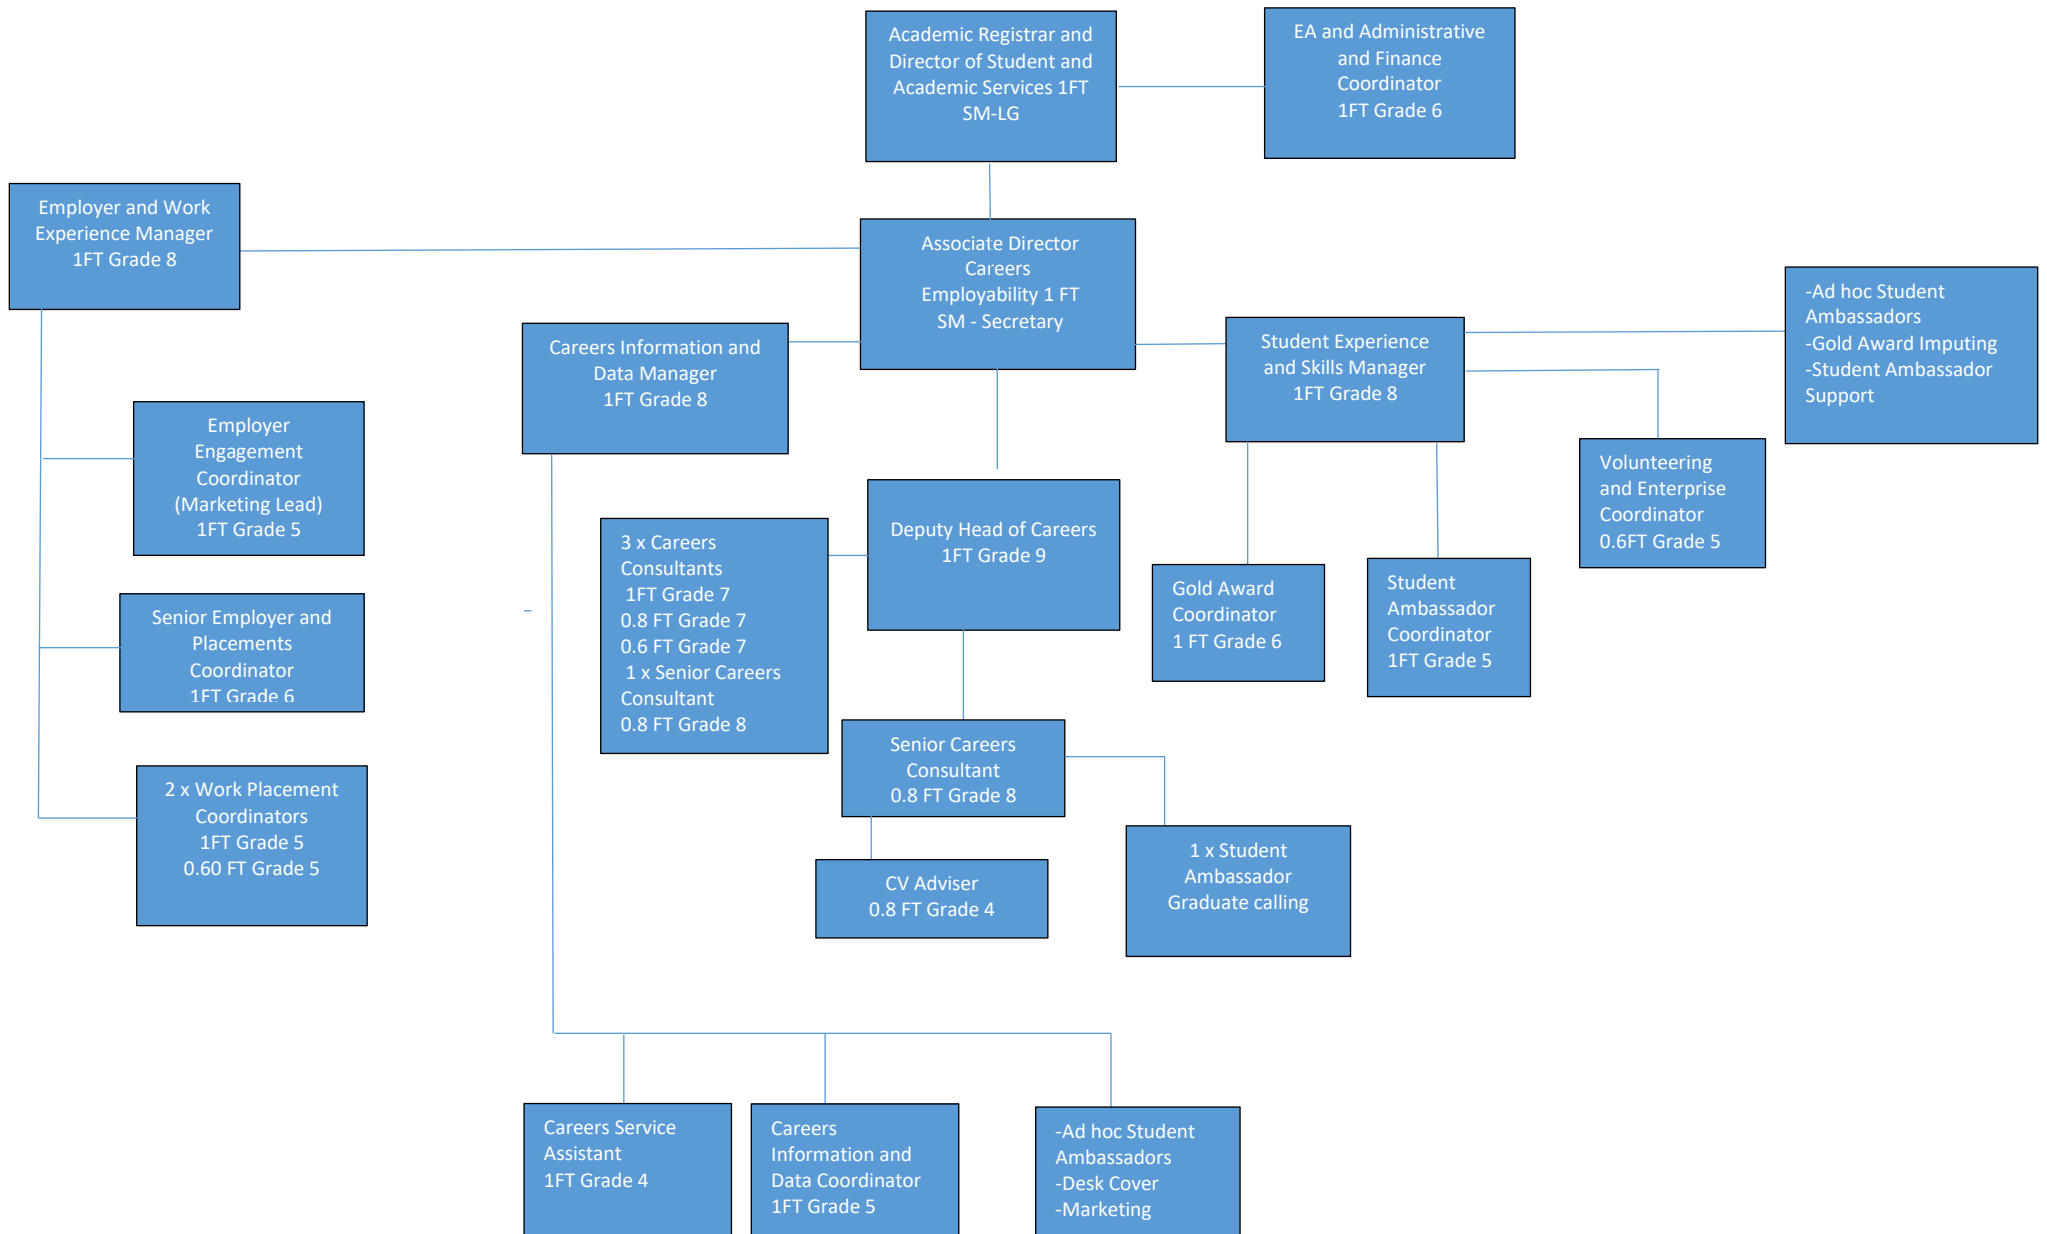 Academic Registrar and
Director of Student and
Academic Services 1FT
SM-LG
EA and Administrative
and Finance
Coordinator
1FT Grade 6
Employer and Work
Experience Manager
1FT Grade 8
Associate Director
Careers
Employability 1 FT
SM - Secretary
Careers Information and
Data Manager
1FT Grade 8
Student Experience
and Skills Manager
1FT Grade 8
-Ad hoc Student
Ambassadors
-Gold Award Imputing
-Student Ambassador
Support
Employer
Engagement
Coordinator
(Marketing Lead)
1FT Grade 5
Volunteering
and Enterprise
Coordinator
0.6FT Grade 5
Deputy Head of Careers
1FT Grade 9
3 x Careers
Consultants
1FT Grade 7
0.8 FT Grade 7
0.6 FT Grade 7
1 x Senior Careers
Consultant
0.8 FT Grade 8
Gold Award
Coordinator
1 FT Grade 6
Student
Ambassador
Coordinator
1FT Grade 5
Senior Employer and
Placements
Coordinator
1FT Grade 6
Senior Careers
Consultant
0.8 FT Grade 8
2 x Work Placement
Coordinators
1FT Grade 5
0.60 FT Grade 5
CV Adviser
0.8 FT Grade 4
1 x Student
Ambassador
Graduate calling
Careers Service
Assistant
1FT Grade 4
Careers
Information and
Data Coordinator
1FT Grade 5
-Ad hoc Student
Ambassadors
-Desk Cover
-Marketing